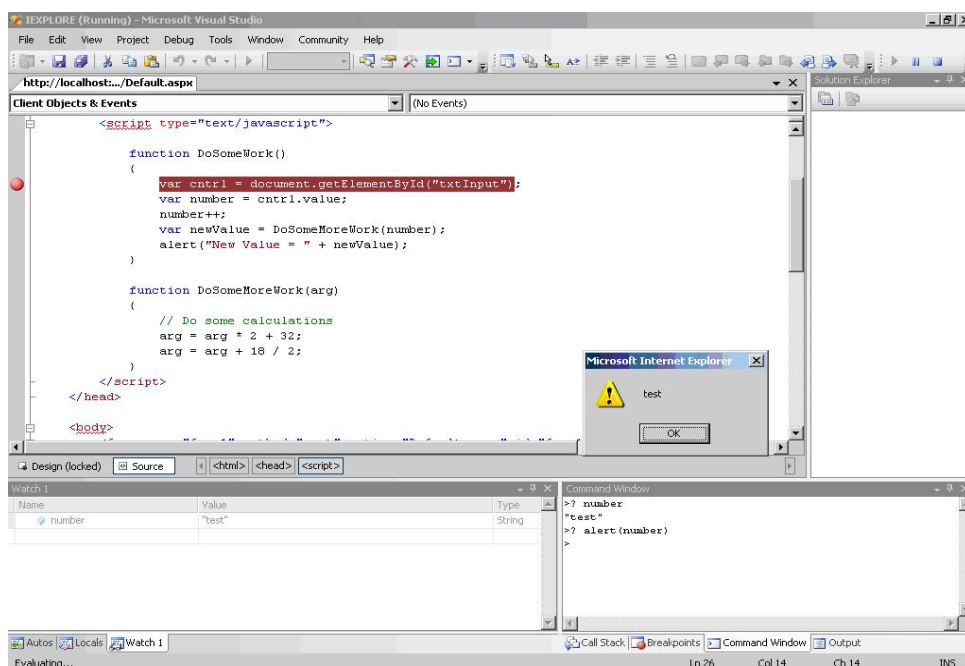 IEXPLORE (Running) - Microsoft Visual Studio
File Edit View Project Debug Tools Window Community Help
http://localhost:.../Default.aspx
Solution Explorer
Client Objects & Events
(No Events)
<script type="text/javascript">
function DoSomeWork()
{
var cntrl = document.getElementById("txtInput");
var number = cntrl.value;
number++;
var newValue = DoSomeMoreWork(number);
alert("New Value = " + newValue);
}
function DoSomeMoreWork(arg)
{
// Do some calculations
arg = arg * 2 + 32;
arg = arg + 18 / 2;
}
</script>
</head>
<body>
Microsoft Internet Explorer
test
OK
Design (locked) Source <html> <head> <script>
Watch 1
Name Value Type
number "test" String
Command Window
>? number
"test"
>? alert(number)
>
Autos Locals Watch 1
Call Stack Breakpoints Command Window Output
Evaluating... Ln 26 Col 14 Ch 14 INS